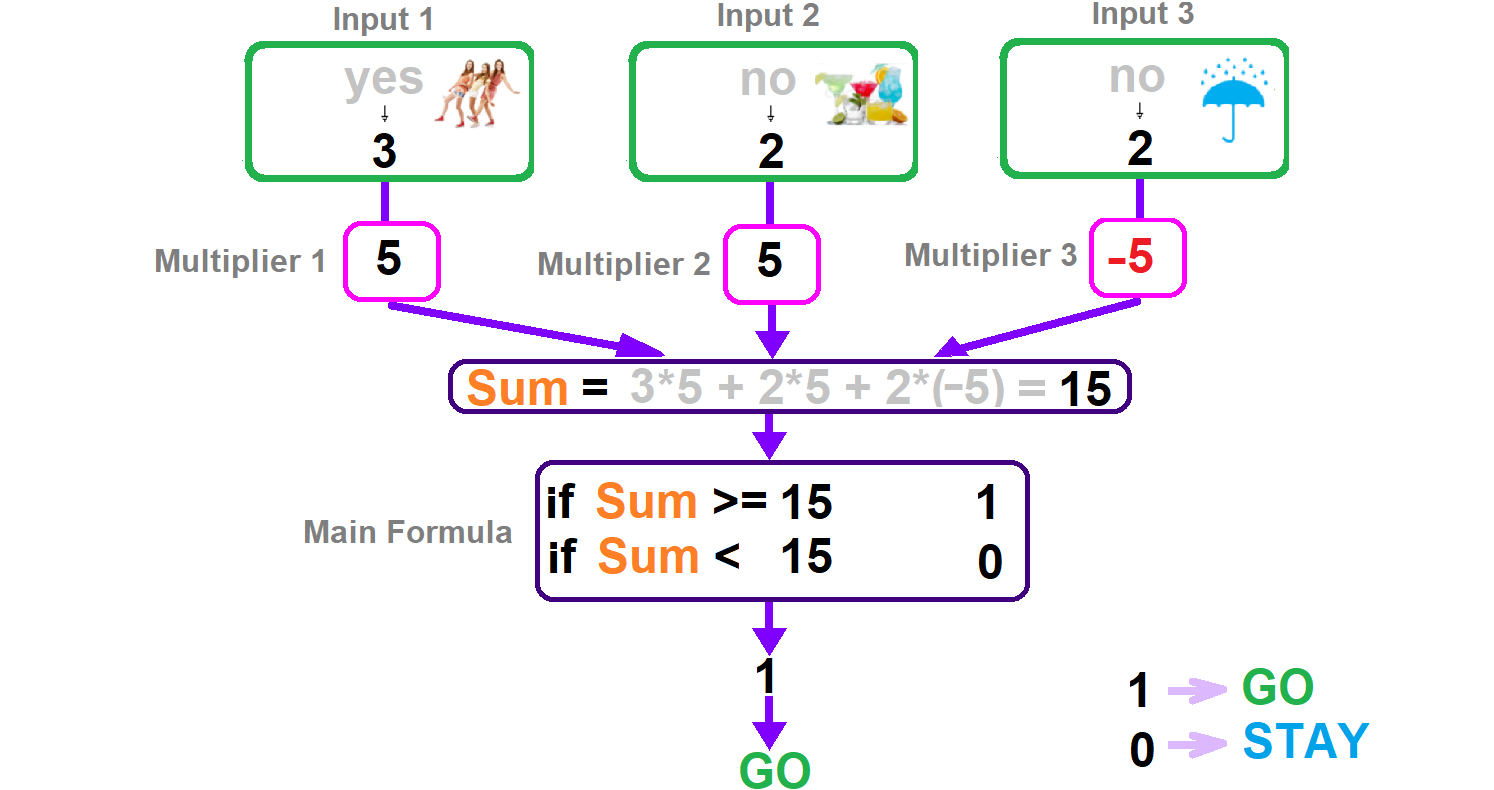 Input 1
Input 2
Input 3
yes
no
no
3
2
2
Multiplier 1
5
Multiplier 2
5
Multiplier 3
-5
Sum = 3*5 + 2*5 + 2*(-5) = 15
Main Formula
if Sum >= 15 1
if Sum < 15 0
1
GO
1 GO
0 STAY